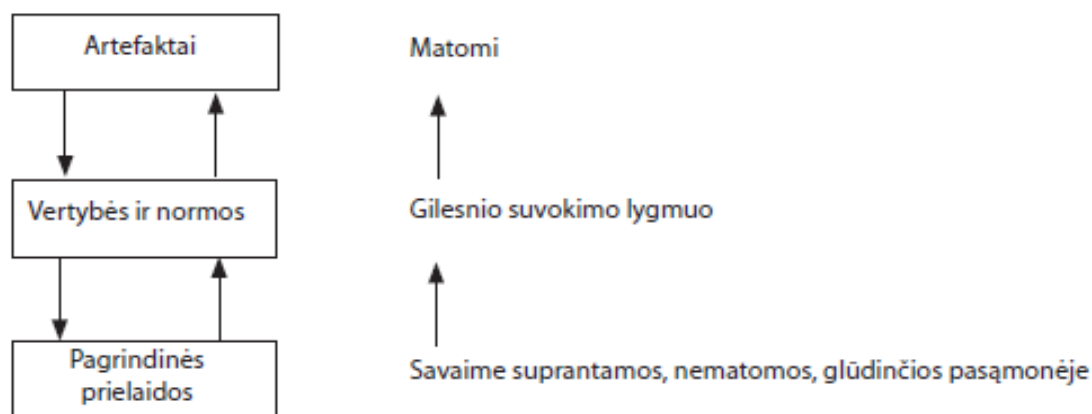 Artefaktai
Matomi
Vertybės ir normos
Gilesnio suvokimo lygmuo
Pagrindinės
prielaidos
Savaime suprantamos, nematomos, glūdinčios pasąmonėje